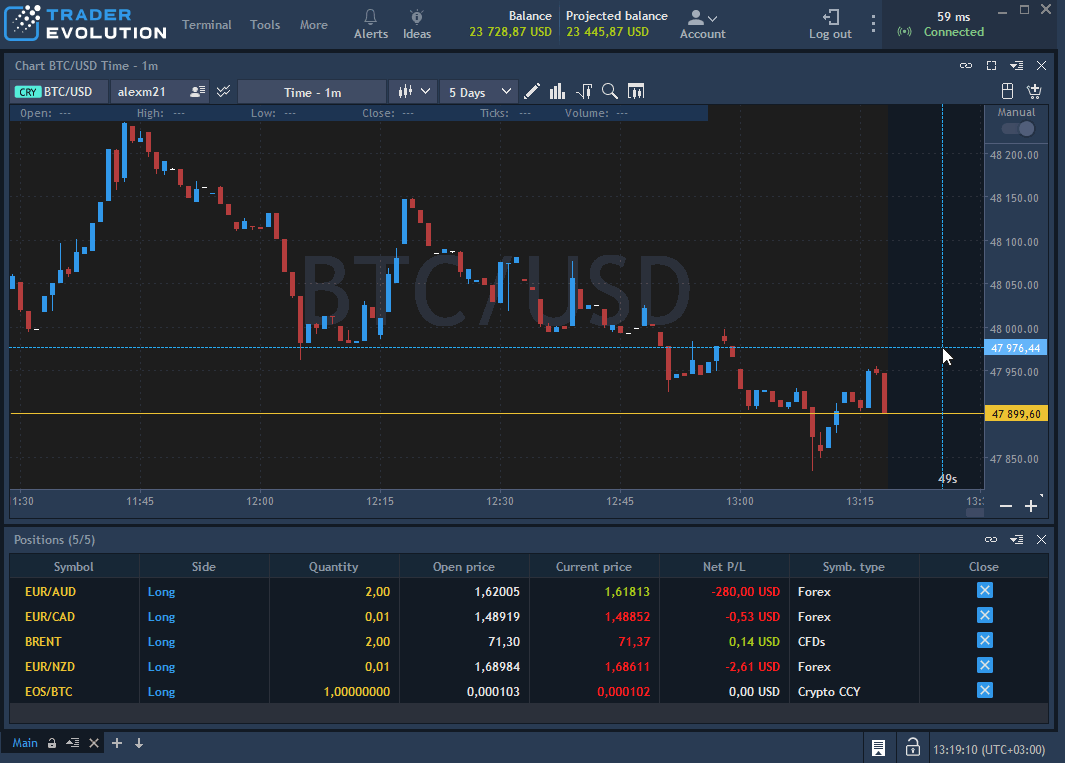 TRADER EVOLUTION
Terminal Tools More Alerts Ideas
Balance 23 728,87 USD
Projected balance 23 445,87 USD
Account Log out
59 ms Connected
Chart BTC/USD Time - 1m
CRY BTC/USD alexm21 Time - 1m 5 Days
Open: --- High: --- Low: --- Close: --- Ticks: --- Volume: ---
Manual
BTC/USD
48 200.00
48 150.00
48 100.00
48 050.00
48 000.00
47 976,44
47 950.00
47 899,60
47 850.00
49s
1:30 11:45 12:00 12:15 12:30 12:45 13:00 13:15 13:
Positions (5/5)
Symbol Side Quantity Open price Current price Net P/L Symb. type Close
EUR/AUD Long 2,00 1,62005 1,61813 -280,00 USD Forex
EUR/CAD Long 0,01 1,48919 1,48852 -0,53 USD Forex
BRENT Long 2,00 71,30 71,37 0,14 USD CFDs
EUR/NZD Long 0,01 1,68984 1,68611 -2,61 USD Forex
EOS/BTC Long 1,00000000 0,000103 0,000102 0,00 USD Crypto CCY
Main 13:19:10 (UTC+03:00)